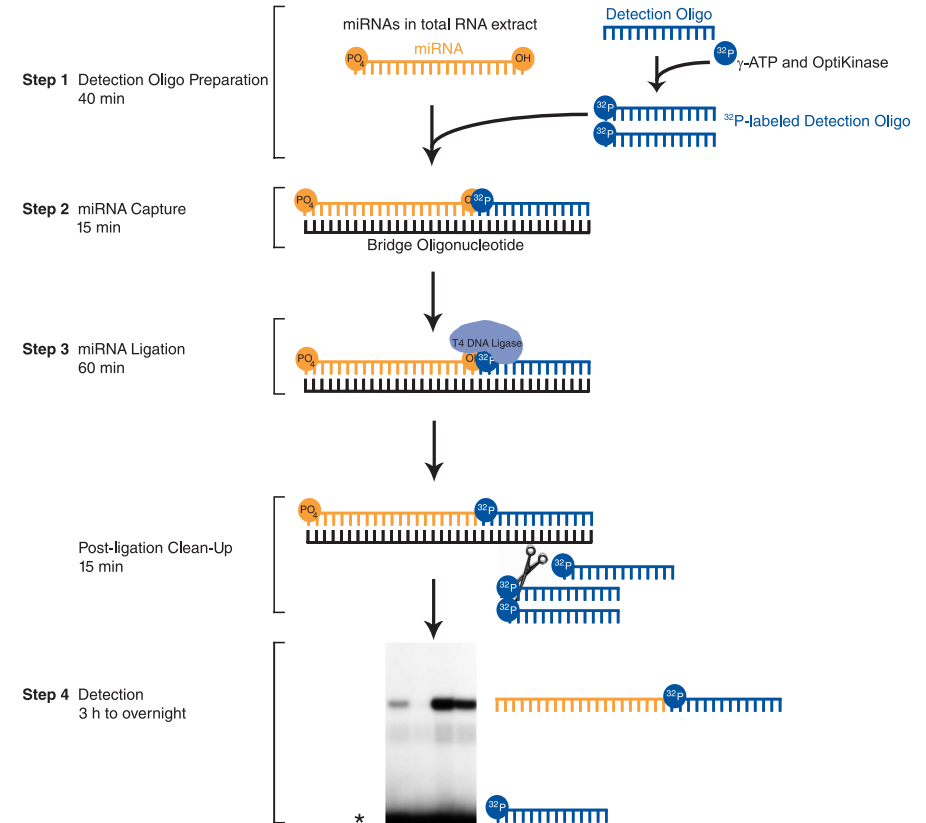 miRNAs in total RNA extract
Detection Oligo
miRNA
PO4
OH
32P
γ-ATP and OptiKinase
Step 1 Detection Oligo Preparation
40 min
32P
32P-labeled Detection Oligo
32P
Step 2 miRNA Capture
15 min
PO4
O
32P
Bridge Oligonucleotide
Step 3 miRNA Ligation
60 min
T4 DNA Ligase
PO4
O
32P
PO4
32P
Post-ligation Clean-Up
15 min
32P
32P
32P
Step 4 Detection
3 h to overnight
32P
*
32P